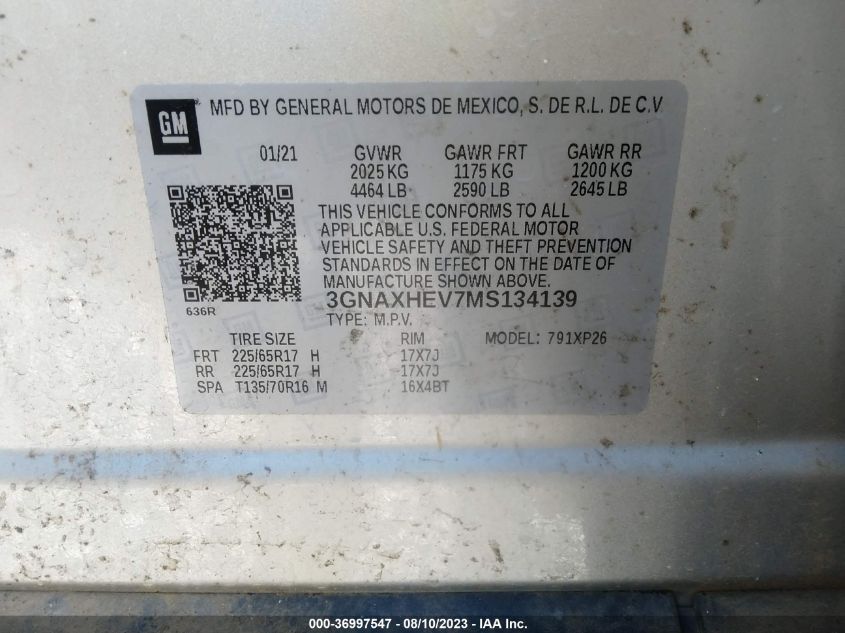 GM
MFD BY GENERAL MOTORS DE MEXICO, S. DE R.L. DE C.V
01/21 GVWR GAWR FRT GAWR RR
2025 KG 1175 KG 1200 KG
4464 LB 2590 LB 2645 LB
THIS VEHICLE CONFORMS TO ALL
APPLICABLE U.S. FEDERAL MOTOR
VEHICLE SAFETY AND THEFT PREVENTION
STANDARDS IN EFFECT ON THE DATE OF
MANUFACTURE SHOWN ABOVE.
3GNAXHEV7MS134139
636R
TYPE: M.P.V.
TIRE SIZE RIM MODEL: 791XP26
FRT 225/65R17 H 17X7J
RR 225/65R17 H 17X7J
SPA T135/70R16 M 16X4BT
000-36997547 — 08/10/2023 — IAA Inc.